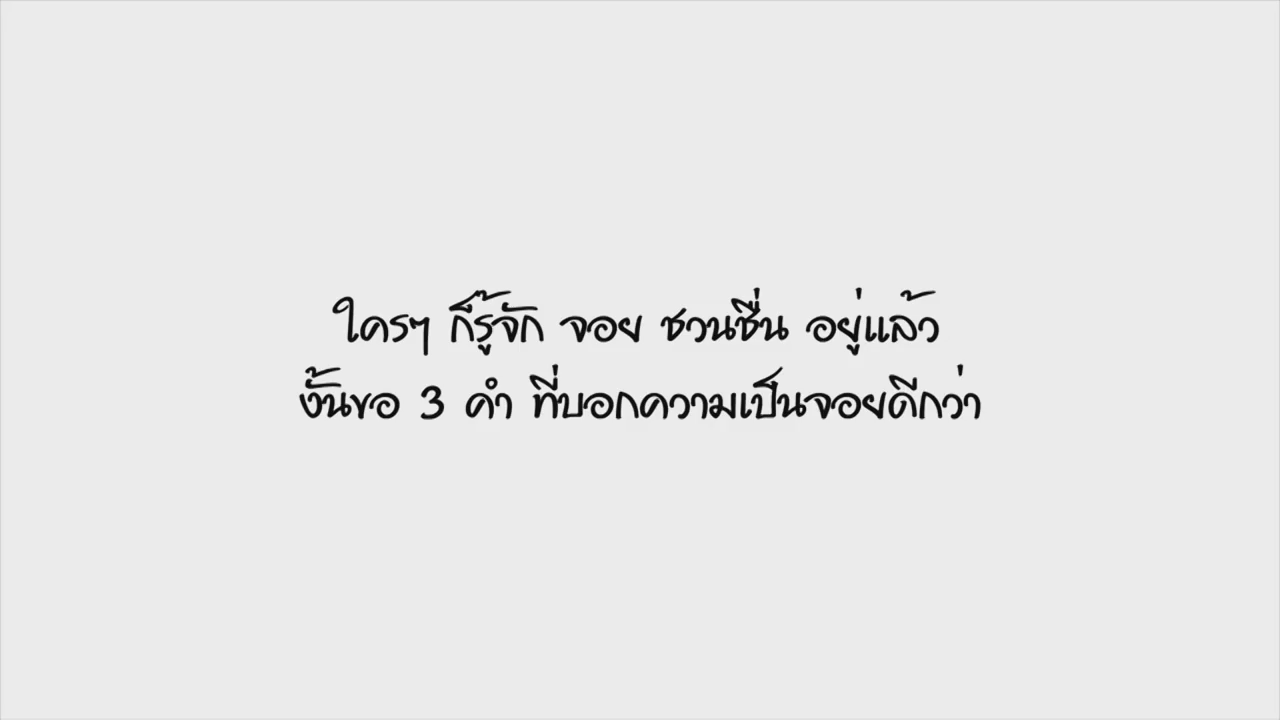 ใครๆ ก็รู้จัก จอย ชวนชื่น อยู่แล้ว
งั้นขอ 3 คำ ที่บอกความเป็นจอยดีกว่า